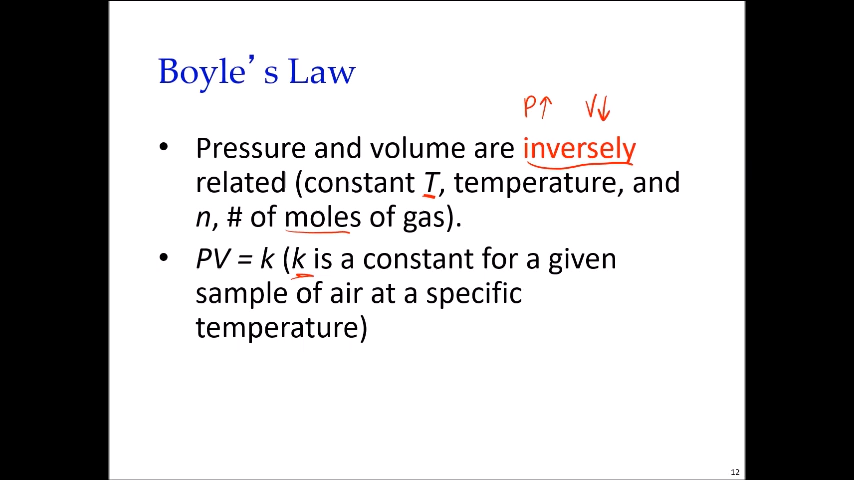 Boyle's Law
P↑ V↓
• Pressure and volume are inversely
related (constant T, temperature, and
n, # of moles of gas).
• PV = k (k is a constant for a given
sample of air at a specific
temperature)
12